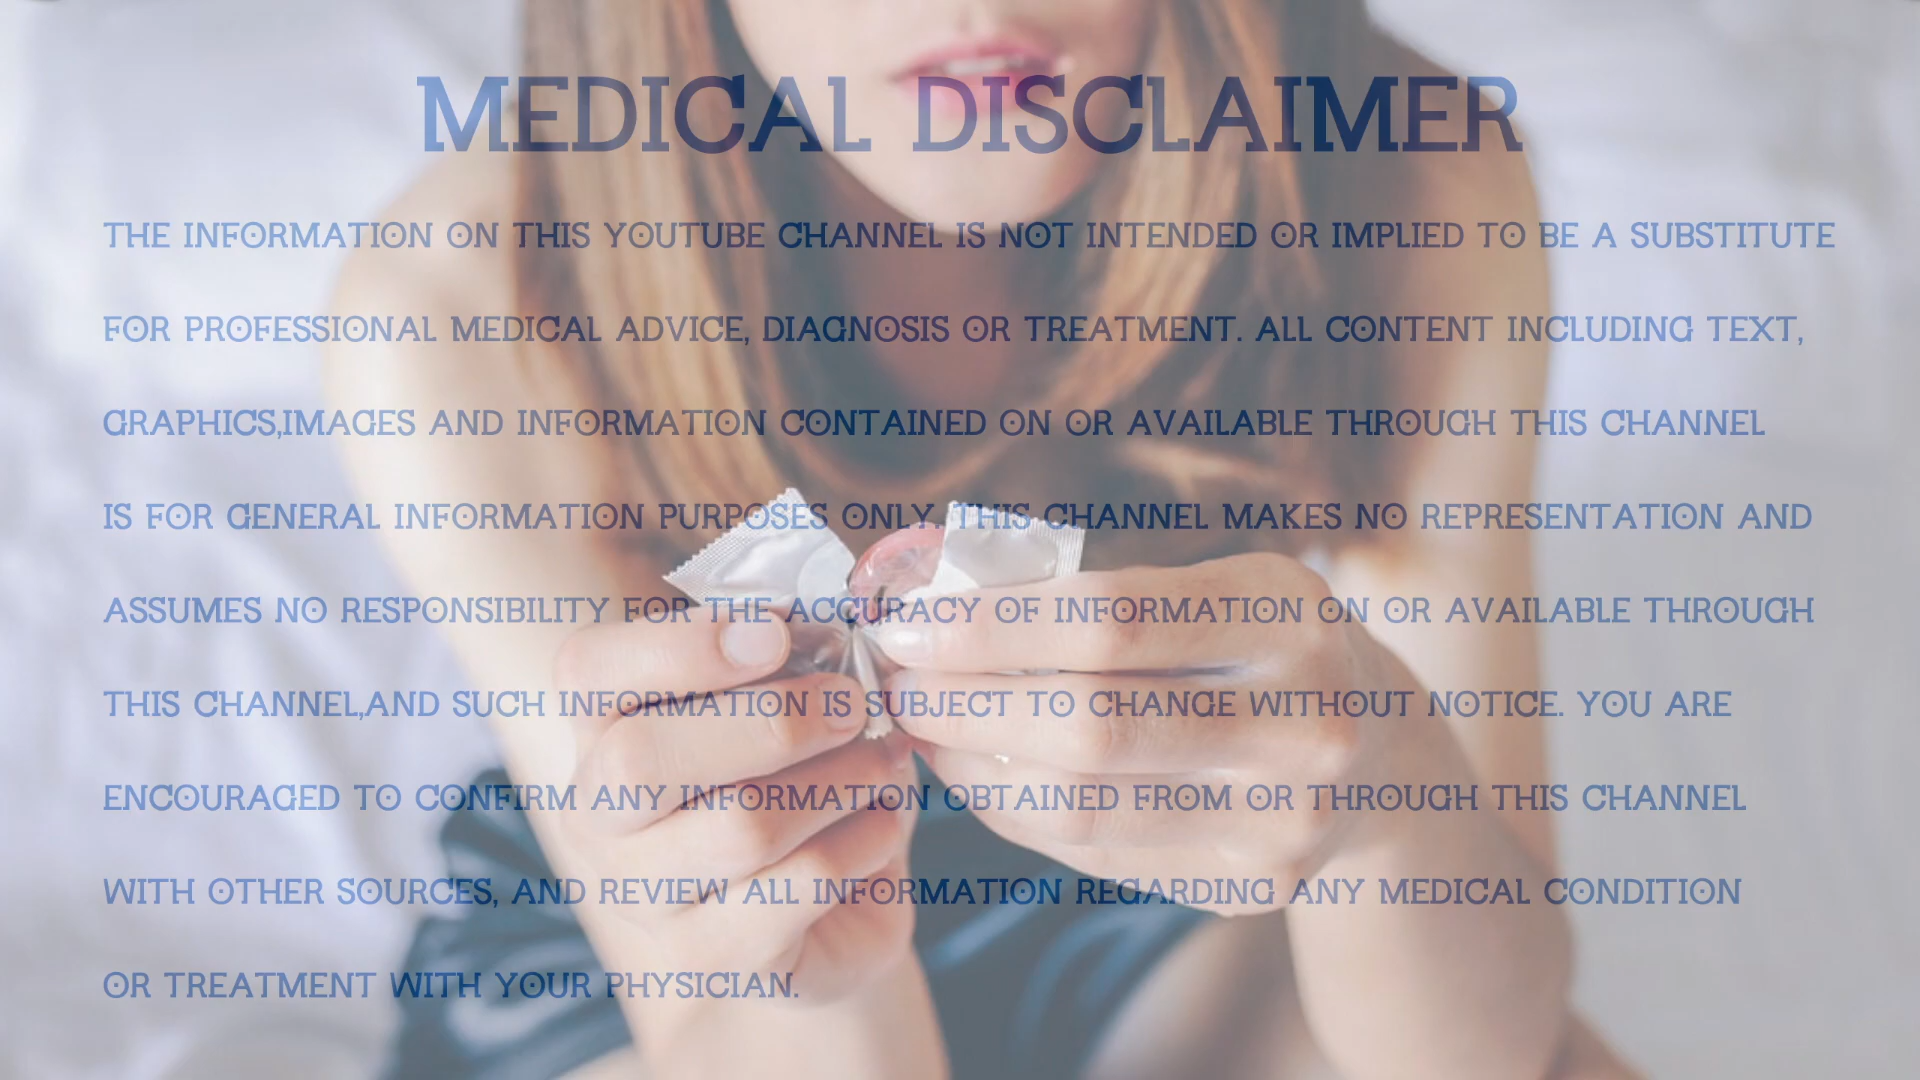 MEDICAL DISCLAIMER
THE INFORMATION ON THIS YOUTUBE CHANNEL IS NOT INTENDED OR IMPLIED TO BE A SUBSTITUTE
FOR PROFESSIONAL MEDICAL ADVICE, DIAGNOSIS OR TREATMENT. ALL CONTENT INCLUDING TEXT,
GRAPHICS,IMAGES AND INFORMATION CONTAINED ON OR AVAILABLE THROUGH THIS CHANNEL
IS FOR GENERAL INFORMATION PURPOSES ONLY. THIS CHANNEL MAKES NO REPRESENTATION AND
ASSUMES NO RESPONSIBILITY FOR THE ACCURACY OF INFORMATION ON OR AVAILABLE THROUGH
THIS CHANNEL,AND SUCH INFORMATION IS SUBJECT TO CHANGE WITHOUT NOTICE. YOU ARE
ENCOURAGED TO CONFIRM ANY INFORMATION OBTAINED FROM OR THROUGH THIS CHANNEL
WITH OTHER SOURCES, AND REVIEW ALL INFORMATION REGARDING ANY MEDICAL CONDITION
OR TREATMENT WITH YOUR PHYSICIAN.